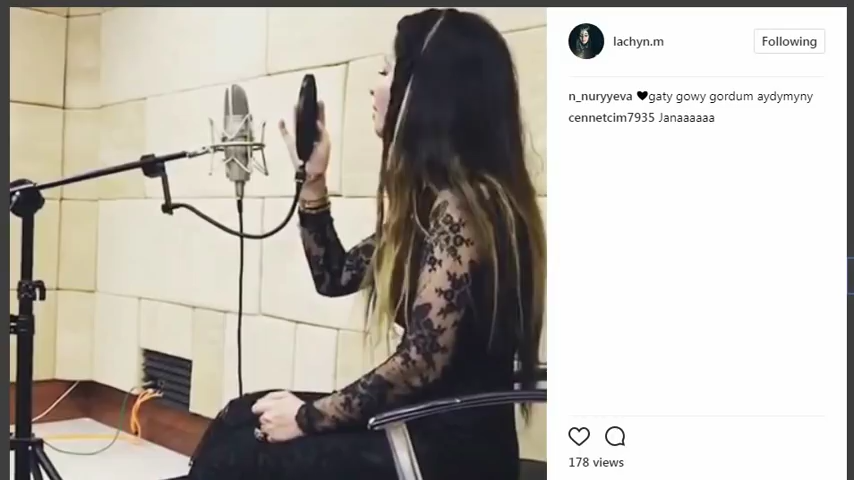 lachyn.m
Following
n_nuryyeva 🖤gaty gowy gordum aydymyny
cennetcim7935 Janaaaaaa
178 views